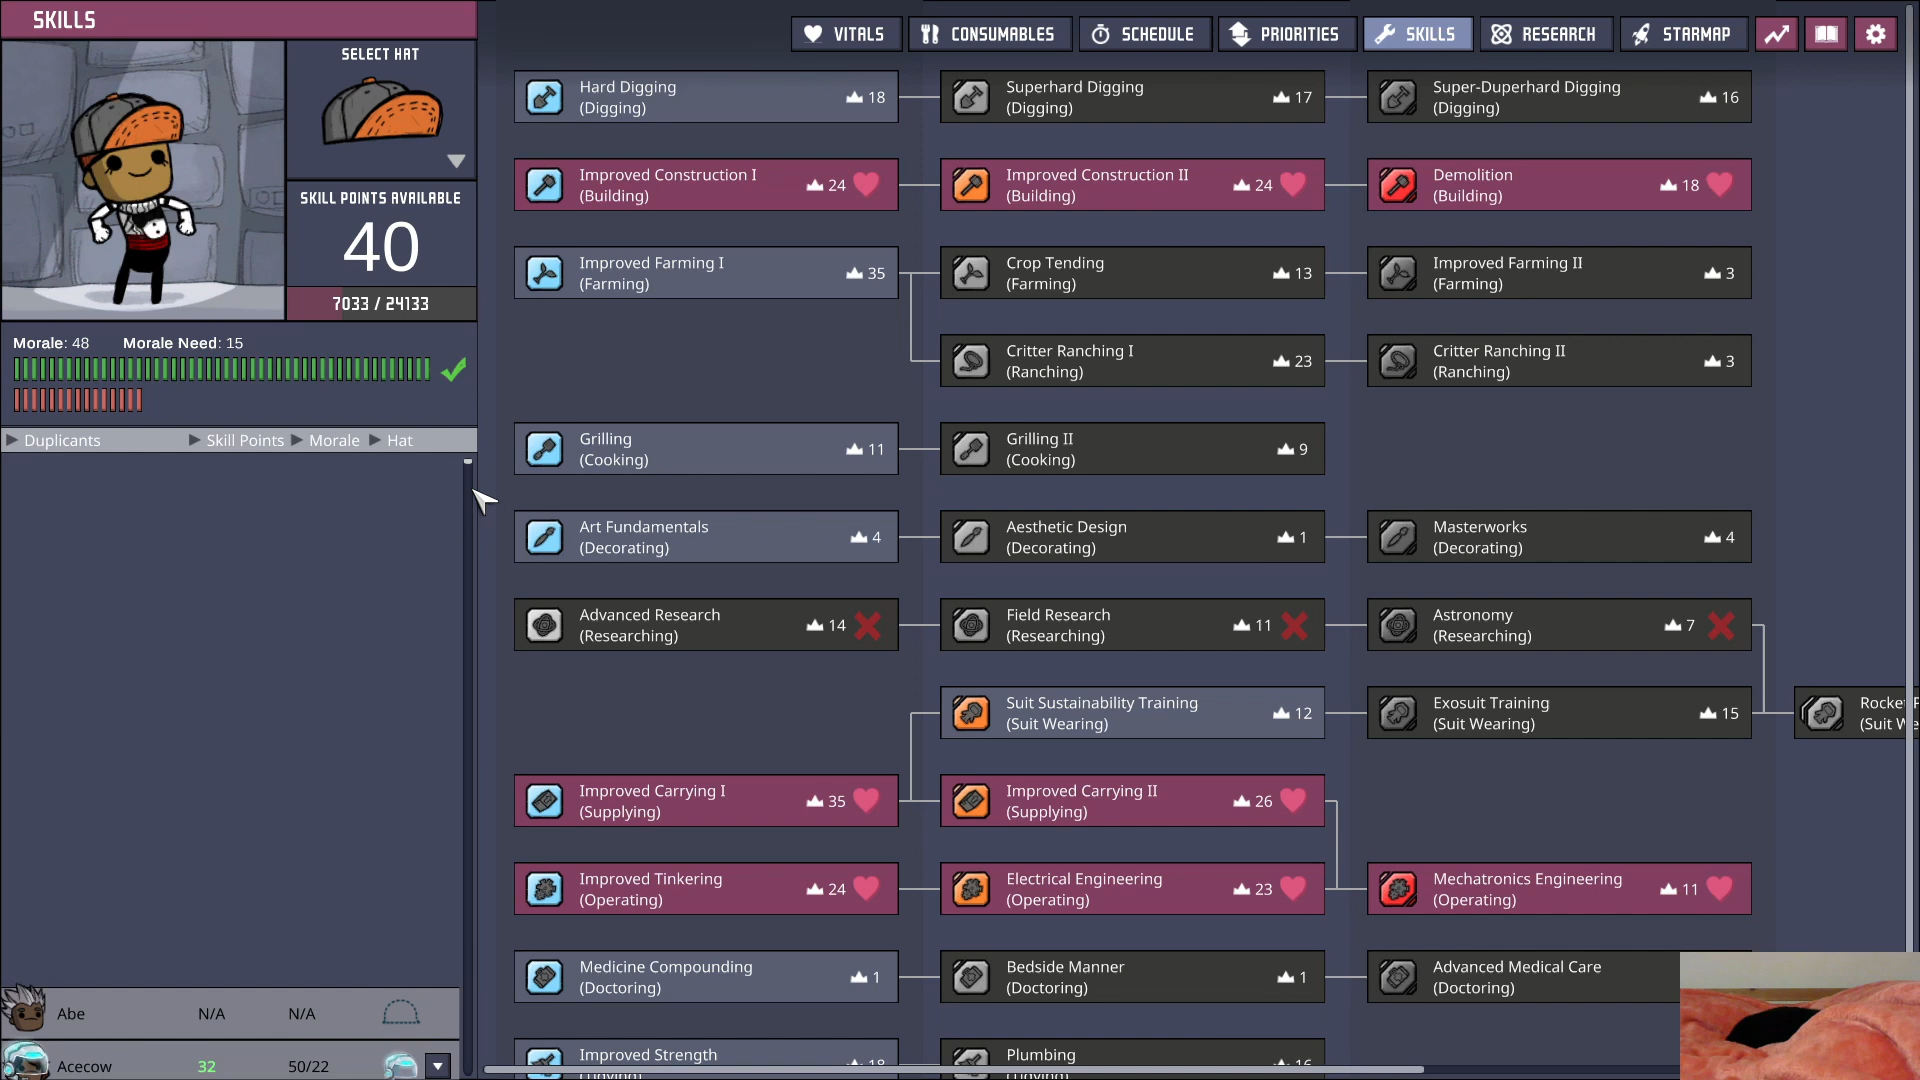 SKILLS
VITALS
CONSUMABLES
SCHEDULE
PRIORITIES
SKILLS
RESEARCH
STARMAP
SELECT HAT
SKILL POINTS AVAILABLE
40
7033 / 24133
Morale: 48 Morale Need: 15
Duplicants Skill Points Morale Hat
Abe N/A N/A
Acecow 32 50/22
Hard Digging
(Digging)
18
Superhard Digging
(Digging)
17
Super-Duperhard Digging
(Digging)
16
Improved Construction I
(Building)
24
Improved Construction II
(Building)
24
Demolition
(Building)
18
Improved Farming I
(Farming)
35
Crop Tending
(Farming)
13
Improved Farming II
(Farming)
3
Critter Ranching I
(Ranching)
23
Critter Ranching II
(Ranching)
3
Grilling
(Cooking)
11
Grilling II
(Cooking)
9
Art Fundamentals
(Decorating)
4
Aesthetic Design
(Decorating)
1
Masterworks
(Decorating)
4
Advanced Research
(Researching)
14
Field Research
(Researching)
11
Astronomy
(Researching)
7
Suit Sustainability Training
(Suit Wearing)
12
Exosuit Training
(Suit Wearing)
15
Rocket
(Suit
Improved Carrying I
(Supplying)
35
Improved Carrying II
(Supplying)
26
Improved Tinkering
(Operating)
24
Electrical Engineering
(Operating)
23
Mechatronics Engineering
(Operating)
11
Medicine Compounding
(Doctoring)
1
Bedside Manner
(Doctoring)
1
Advanced Medical Care
(Doctoring)
Improved Strength
18
Plumbing
16